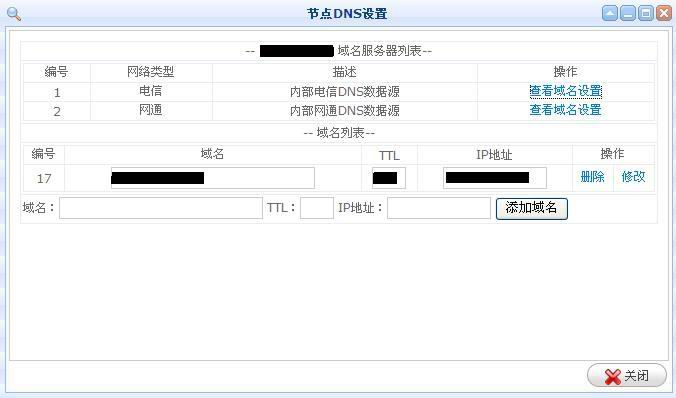 节点DNS设置
-- 域名服务器列表--
编号 网络类型 描述 操作
1 电信 内部电信DNS数据源 查看域名设置
2 网通 内部网通DNS数据源 查看域名设置
-- 域名列表--
编号 域名 TTL IP地址 操作
17 删除 修改
域名： TTL： IP地址： 添加域名
关闭